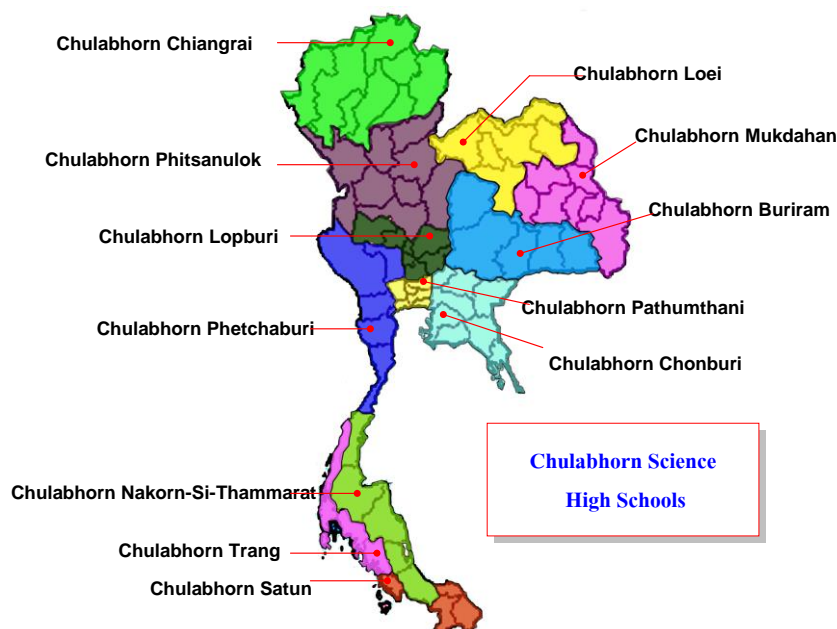 Chulabhorn Chiangrai
Chulabhorn Loei
Chulabhorn Mukdahan
Chulabhorn Phitsanulok
Chulabhorn Buriram
Chulabhorn Lopburi
Chulabhorn Pathumthani
Chulabhorn Phetchaburi
Chulabhorn Chonburi
Chulabhorn Science
High Schools
Chulabhorn Nakorn-Si-Thammarat
Chulabhorn Trang
Chulabhorn Satun